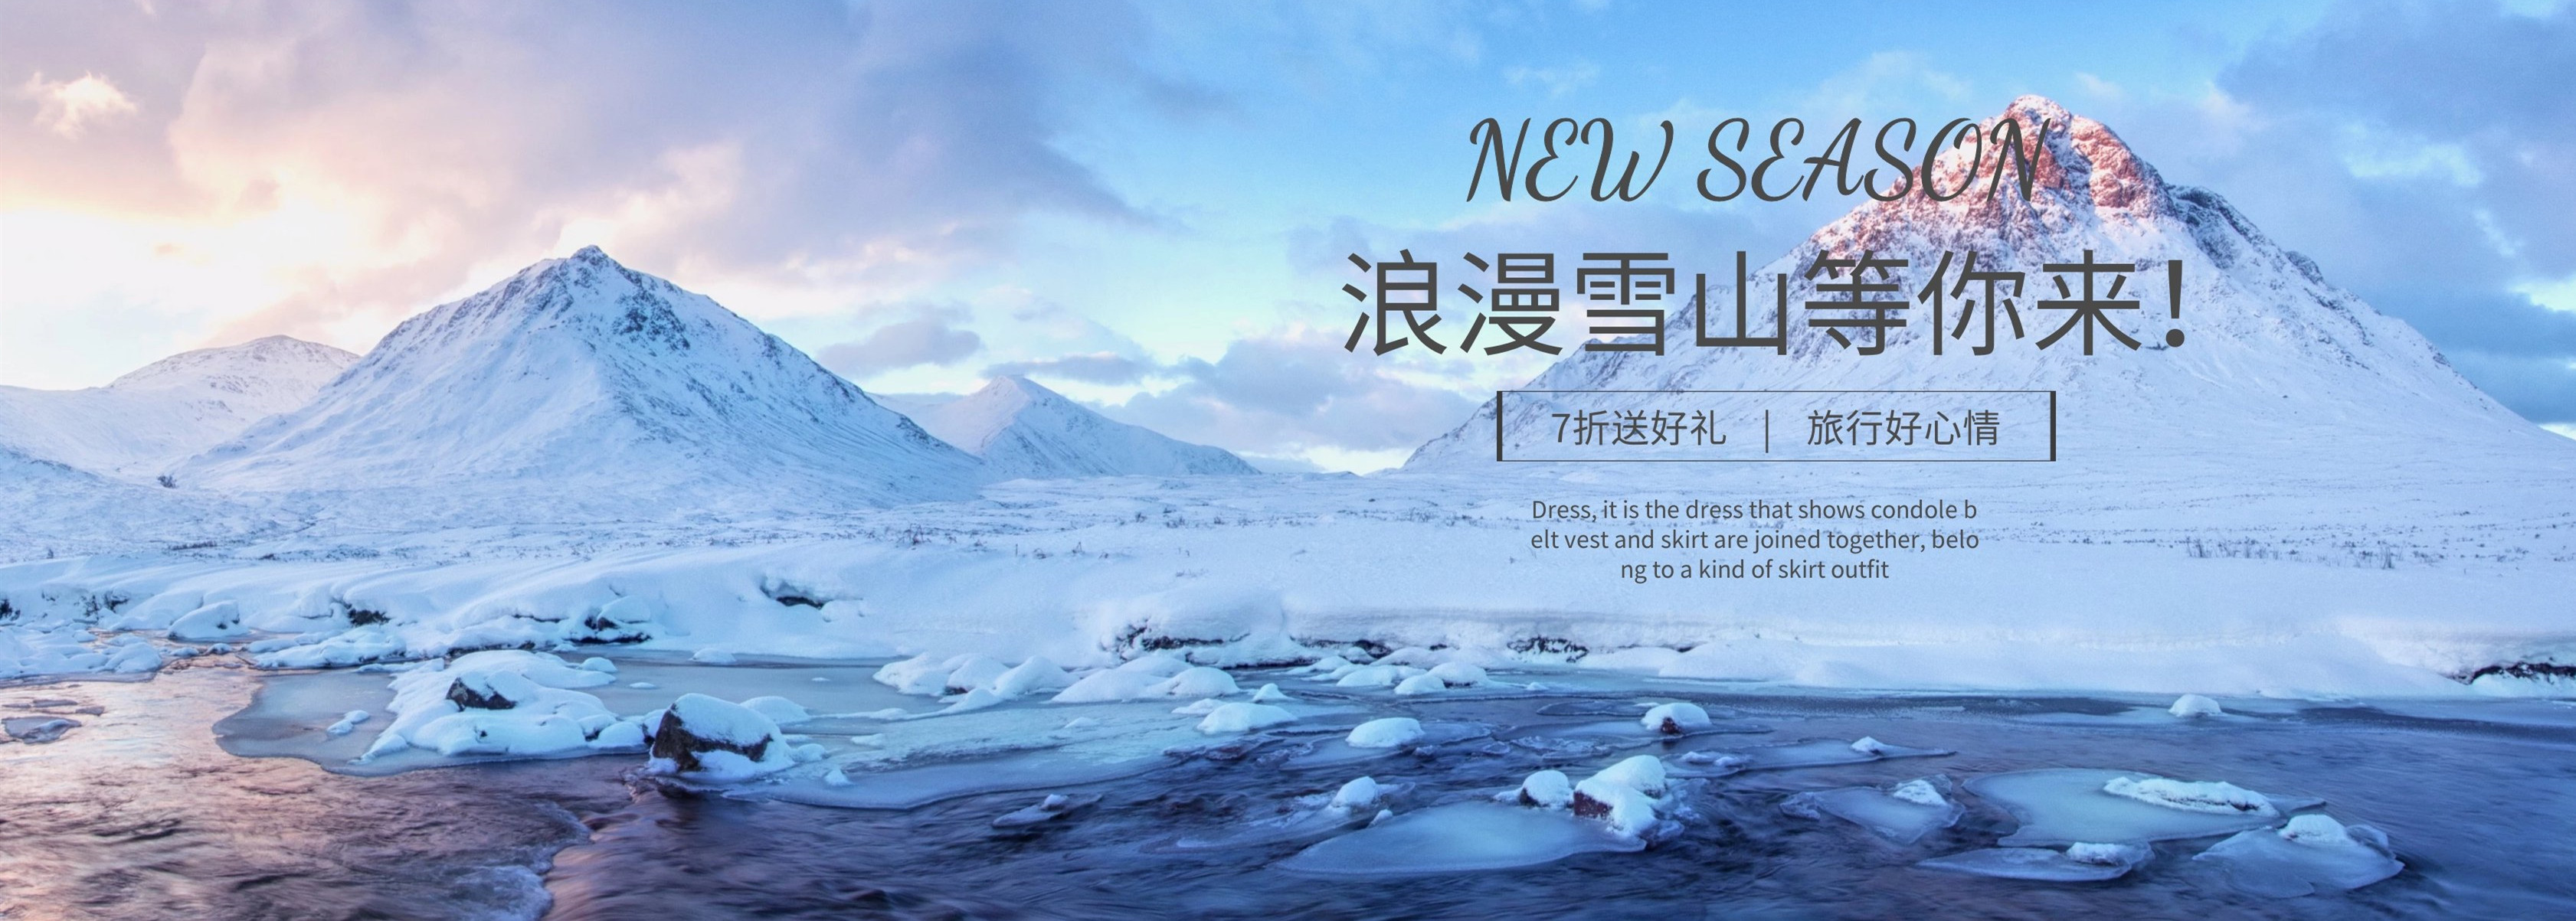 NEW SEASON
浪漫雪山等你来！
7折送好礼 | 旅行好心情
Dress, it is the dress that shows condole b
elt vest and skirt are joined together, belo
ng to a kind of skirt outfit